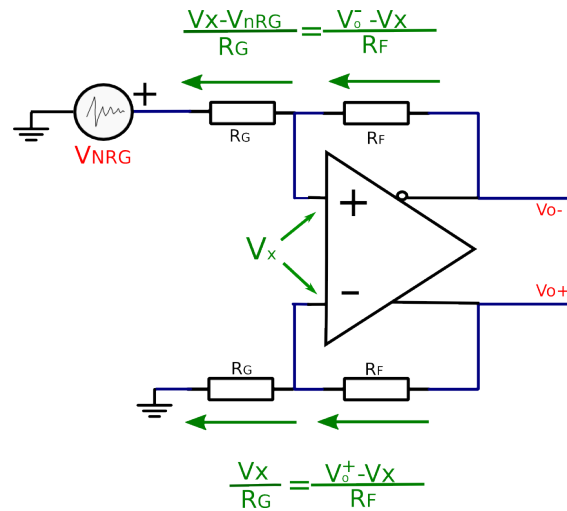 Vx-VnRG / RG = Vo⁻-Vx / RF
+
RG
RF
VNRG
+
Vo-
Vx
-
Vo+
RG
RF
Vx / RG = Vo⁺-Vx / RF